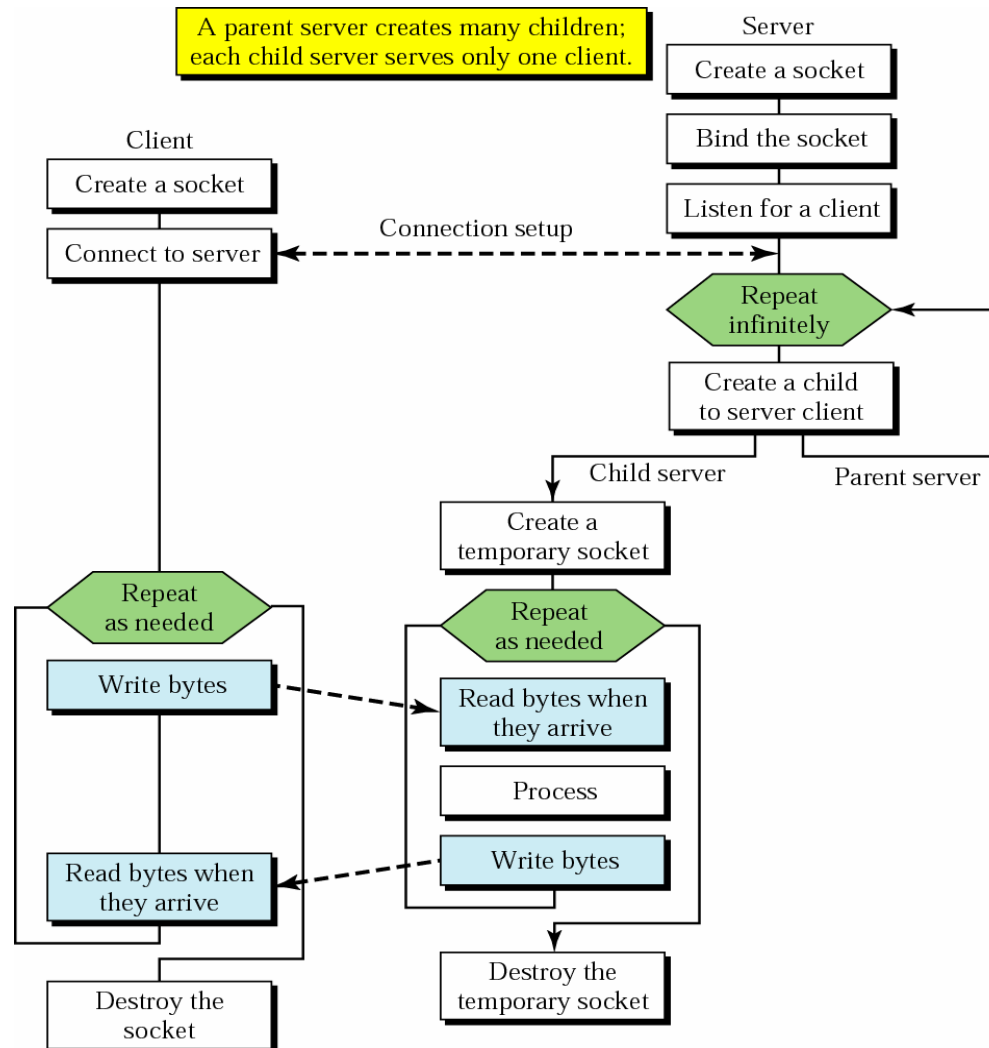 A parent server creates many children;
each child server serves only one client.
Server
Create a socket
Bind the socket
Listen for a client
Client
Create a socket
Connect to server
Connection setup
Repeat
infinitely
Create a child
to server client
Child server
Parent server
Create a
temporary socket
Repeat
as needed
Repeat
as needed
Write bytes
Read bytes when
they arrive
Process
Write bytes
Read bytes when
they arrive
Destroy the
temporary socket
Destroy the
socket